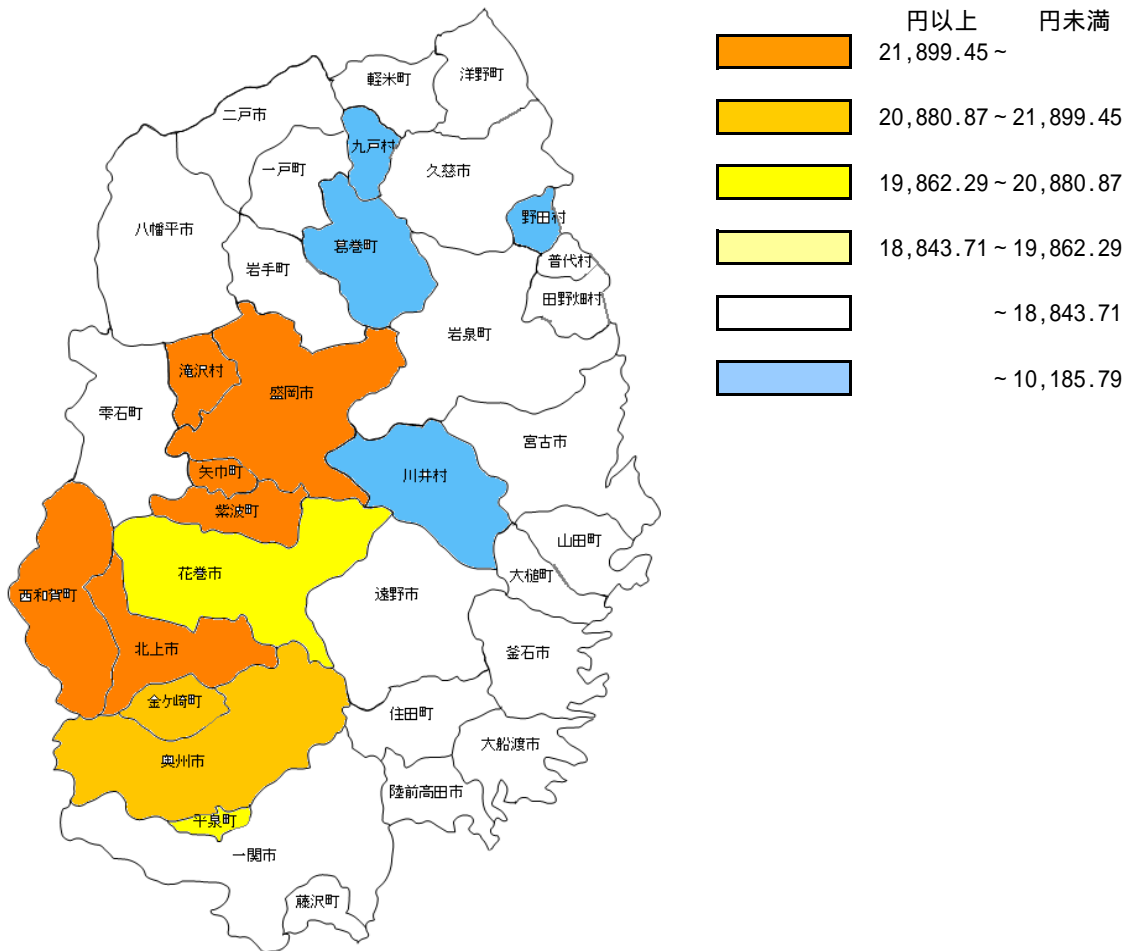 円以上 円未満
21,899.45 ~
20,880.87 ~ 21,899.45
19,862.29 ~ 20,880.87
18,843.71 ~ 19,862.29
~ 18,843.71
~ 10,185.79
洋野町
軽米町
二戸市
九戸村
一戸町
久慈市
野田村
八幡平市
葛巻町
普代村
岩手町
田野畑村
岩泉町
滝沢村
盛岡市
雫石町
宮古市
矢巾町
川井村
紫波町
山田町
花巻市
大槌町
西和賀町
遠野市
北上市
釜石市
金ケ崎町
住田町
大船渡市
奥州市
陸前高田市
平泉町
一関市
藤沢町